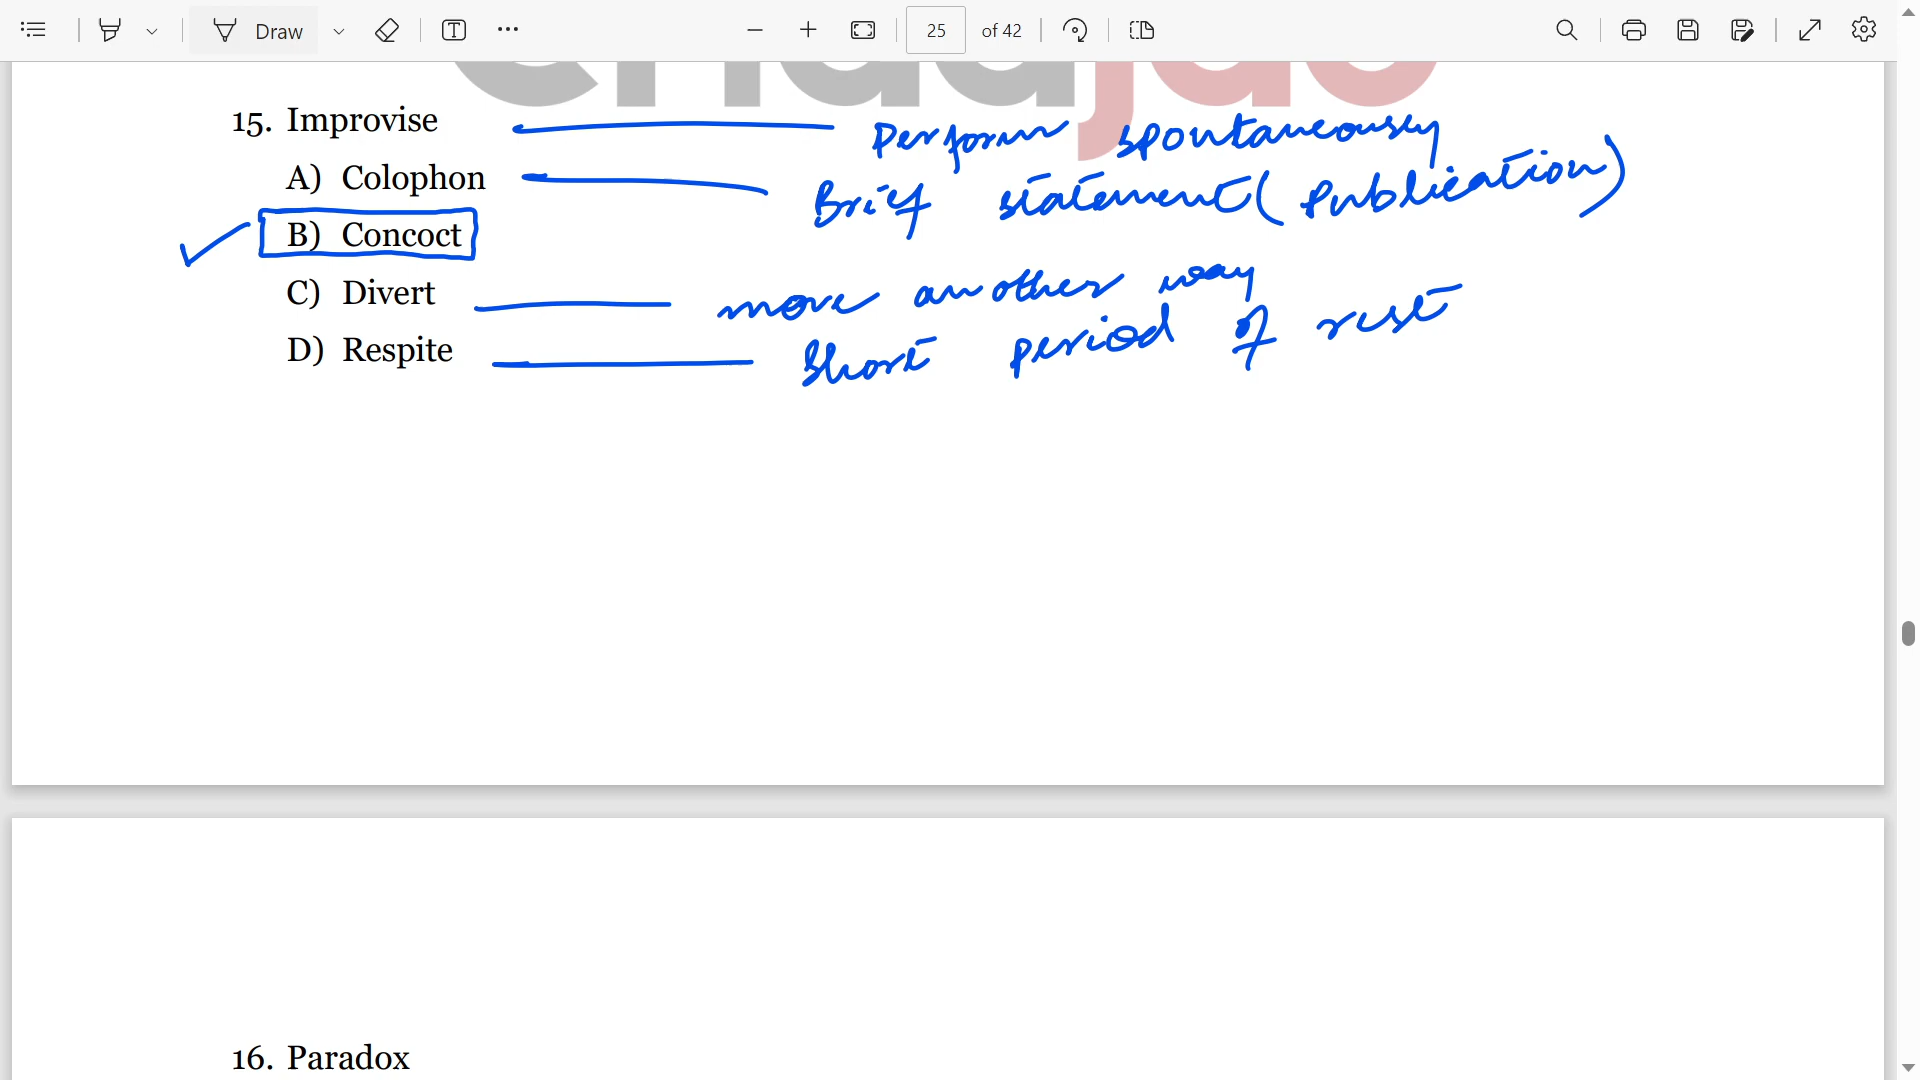 Draw
25 of 42
15. Improvise
Perform spontaneously
A) Colophon
Brief statement (Publication)
B) Concoct
C) Divert
move another way
D) Respite
Short period of rest
16. Paradox